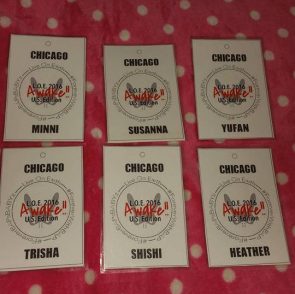 CHICAGO
L.O.E. 2016
Awake!!
U.S. Edition
MINNI
CHICAGO
L.O.E. 2016
Awake!!
U.S. Edition
SUSANNA
CHICAGO
L.O.E. 2016
Awake!!
U.S. Edition
YUFAN
CHICAGO
L.O.E. 2016
Awake!!
U.S. Edition
TRISHA
CHICAGO
L.O.E. 2016
Awake!!
U.S. Edition
SHISHI
CHICAGO
L.O.E. 2016
Awake!!
U.S. Edition
HEATHER